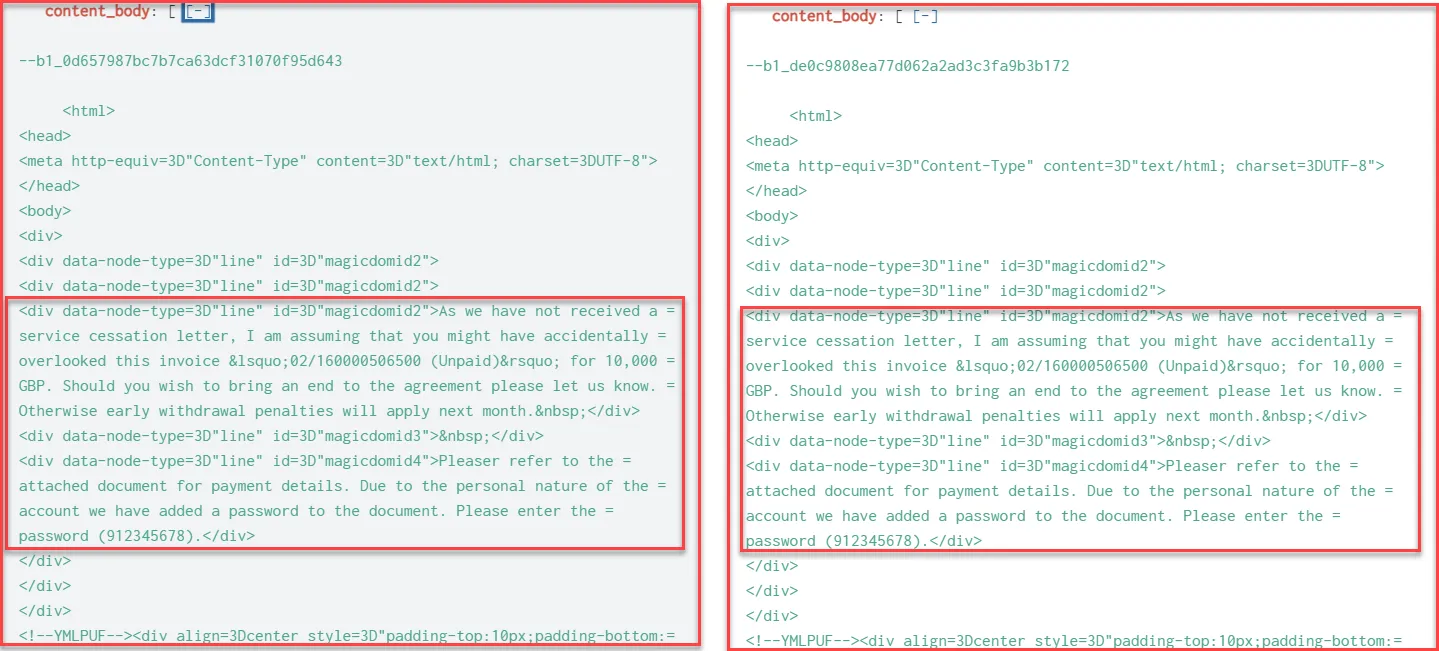 content_body: [ [-]
--b1_0d657987bc7b7ca63dcf31070f95d643
<html>
<head>
<meta http-equiv=3D"Content-Type" content=3D"text/html; charset=3DUTF-8">
</head>
<body>
<div>
<div data-node-type=3D"line" id=3D"magicdomid2">
<div data-node-type=3D"line" id=3D"magicdomid2">
<div data-node-type=3D"line" id=3D"magicdomid2">As we have not received a =
service cessation letter, I am assuming that you might have accidentally =
overlooked this invoice &lsquo;02/160000506500 (Unpaid)&rsquo; for 10,000 =
GBP. Should you wish to bring an end to the agreement please let us know. =
Otherwise early withdrawal penalties will apply next month.&nbsp;</div>
<div data-node-type=3D"line" id=3D"magicdomid3">&nbsp;</div>
<div data-node-type=3D"line" id=3D"magicdomid4">Pleaser refer to the =
attached document for payment details. Due to the personal nature of the =
account we have added a password to the document. Please enter the =
password (912345678).</div>
</div>
</div>
</div>
<!--YMLPUF--><div align=3Dcenter style=3D"padding-top:10px;padding-bottom:=
content_body: [ [-]
--b1_de0c9808ea77d062a2ad3c3fa9b3b172
<html>
<head>
<meta http-equiv=3D"Content-Type" content=3D"text/html; charset=3DUTF-8">
</head>
<body>
<div>
<div data-node-type=3D"line" id=3D"magicdomid2">
<div data-node-type=3D"line" id=3D"magicdomid2">
<div data-node-type=3D"line" id=3D"magicdomid2">As we have not received a =
service cessation letter, I am assuming that you might have accidentally =
overlooked this invoice &lsquo;02/160000506500 (Unpaid)&rsquo; for 10,000 =
GBP. Should you wish to bring an end to the agreement please let us know. =
Otherwise early withdrawal penalties will apply next month.&nbsp;</div>
<div data-node-type=3D"line" id=3D"magicdomid3">&nbsp;</div>
<div data-node-type=3D"line" id=3D"magicdomid4">Pleaser refer to the =
attached document for payment details. Due to the personal nature of the =
account we have added a password to the document. Please enter the =
password (912345678).</div>
</div>
</div>
</div>
<!--YMLPUF--><div align=3Dcenter style=3D"padding-top:10px;padding-bottom:=